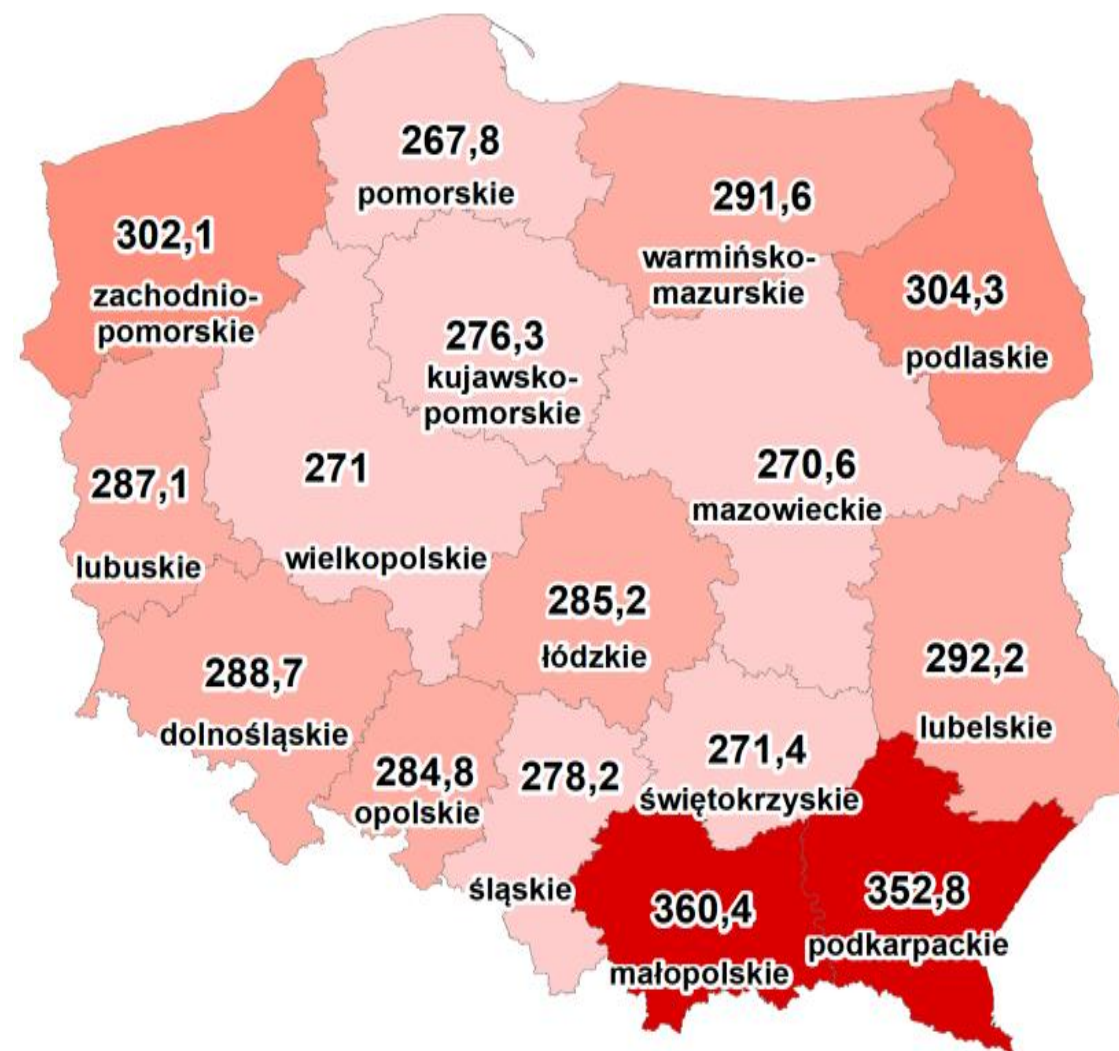 267,8
pomorskie
291,6
warmińsko-
mazurskie
302,1
zachodnio-
pomorskie
304,3
podlaskie
276,3
kujawsko-
pomorskie
287,1
lubuskie
271
wielkopolskie
270,6
mazowieckie
285,2
łódzkie
288,7
dolnośląskie
292,2
lubelskie
284,8
opolskie
278,2
śląskie
271,4
świętokrzyskie
360,4
małopolskie
352,8
podkarpackie